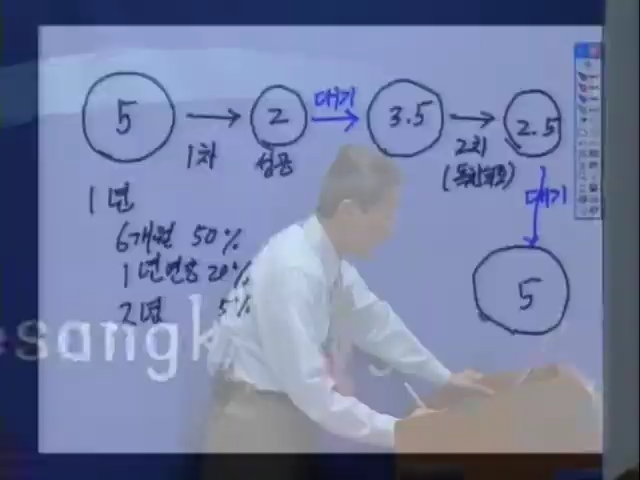 5 → 2 대기 → 3.5 → 2.5
1차 성공 2차
대기
1년
6개월 50%
1년 20%
2년 5%
5
esangk